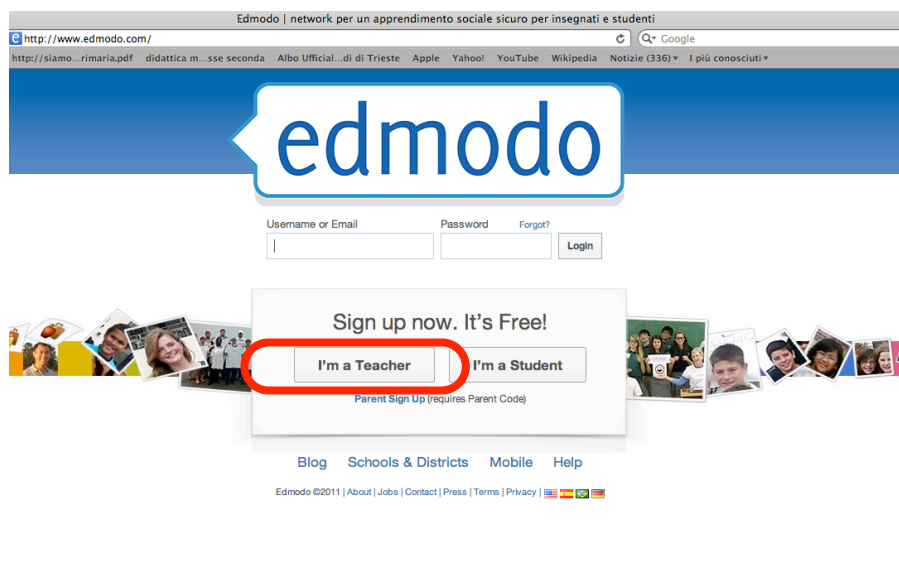 Edmodo | network per un apprendimento sociale sicuro per insegnati e studenti
http://www.edmodo.com/
Google
http://siamo...rimaria.pdf didattica m...sse seconda Albo Ufficial...di di Trieste Apple Yahoo! YouTube Wikipedia Notizie (336) I più conosciuti
edmodo
Username or Email Password Forgot?
Login
Sign up now. It's Free!
I'm a Teacher I'm a Student
Parent Sign Up (requires Parent Code)
Blog Schools & Districts Mobile Help
Edmodo ©2011 | About | Jobs | Contact | Press | Terms | Privacy |